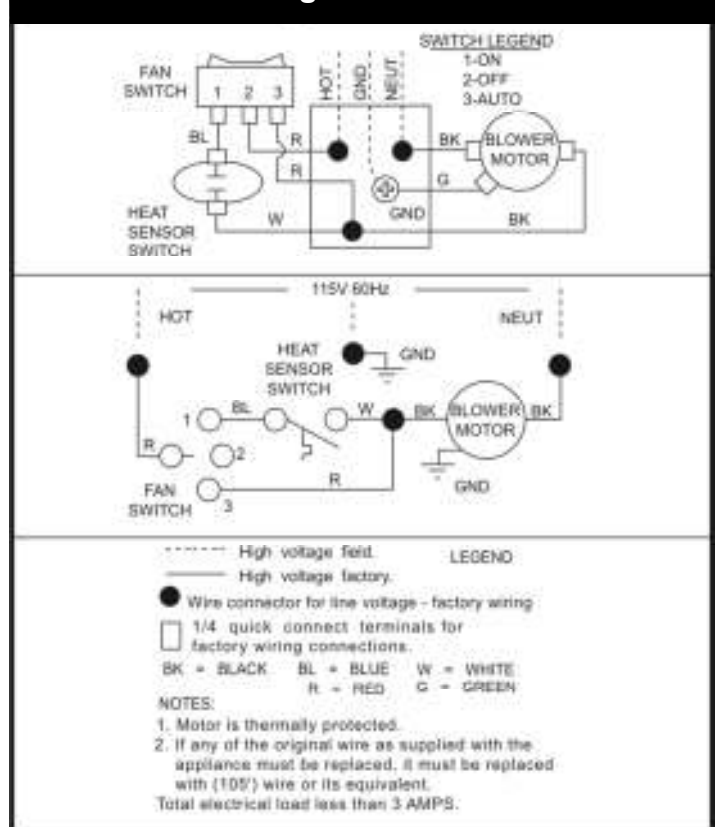 SWITCH LEGEND
1-ON
2-OFF
3-AUTO
FAN
SWITCH
1 2 3
HOT
GND
NEUT
BL
R
R
BK
BLOWER
MOTOR
G
GND
HEAT
SENSOR
SWITCH
W
BK
115V 60Hz
HOT
NEUT
HEAT
SENSOR
SWITCH
GND
1
BL
W
BK
BLOWER
MOTOR
BK
R
2
FAN
SWITCH
3
R
GND
High voltage field.
LEGEND
High voltage factory.
Wire connector for line voltage - factory wiring
1/4 quick connect terminals for
factory wiring connections.
BK = BLACK BL = BLUE W = WHITE
R = RED G = GREEN
NOTES:
1. Motor is thermally protected.
2. If any of the original wire as supplied with the
appliance must be replaced, it must be replaced
with (105°) wire or its equivalent.
Total electrical load less than 3 AMPS.